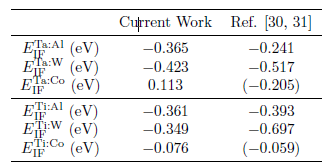 Current Work Ref. [30, 31]
E_IF^Ta:Al (eV) −0.365 −0.241
E_IF^Ta:W (eV) −0.423 −0.517
E_IF^Ta:Co (eV) 0.113 (−0.205)
E_IF^Ti:Al (eV) −0.361 −0.393
E_IF^Ti:W (eV) −0.349 −0.697
E_IF^Ti:Co (eV) −0.076 (−0.059)